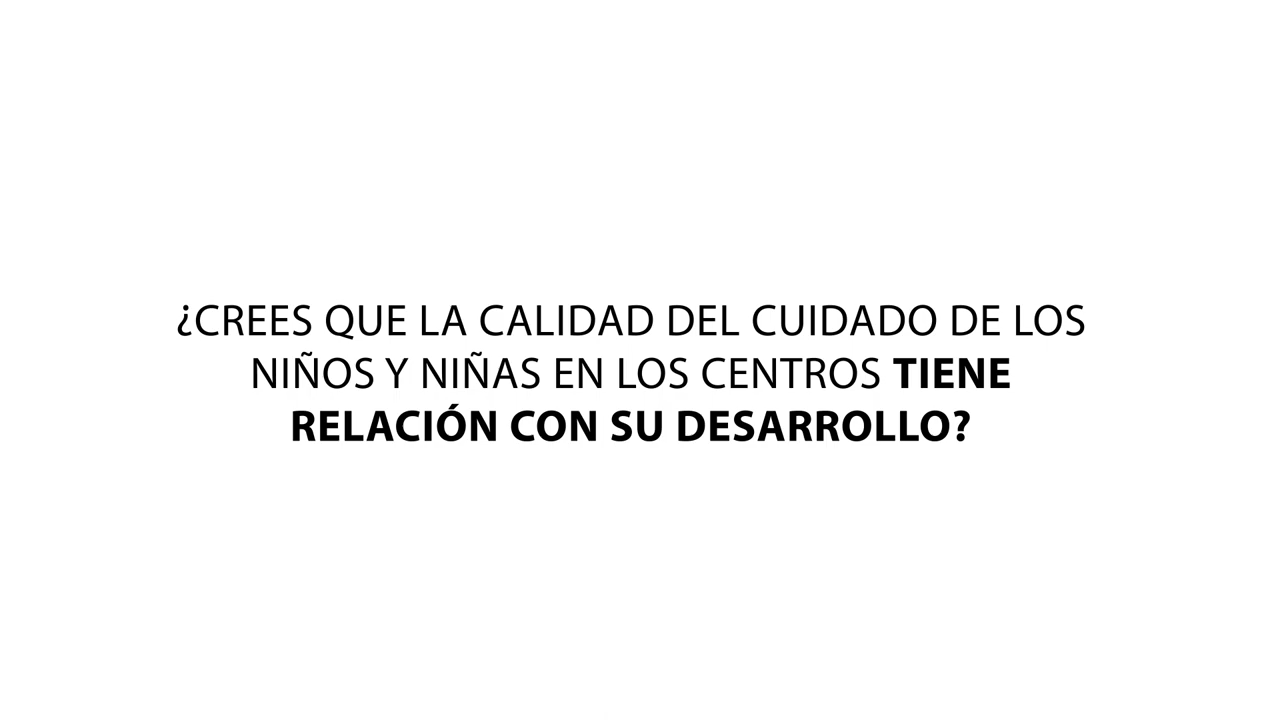 ¿CREES QUE LA CALIDAD DEL CUIDADO DE LOS
NIÑOS Y NIÑAS EN LOS CENTROS TIENE
RELACIÓN CON SU DESARROLLO?